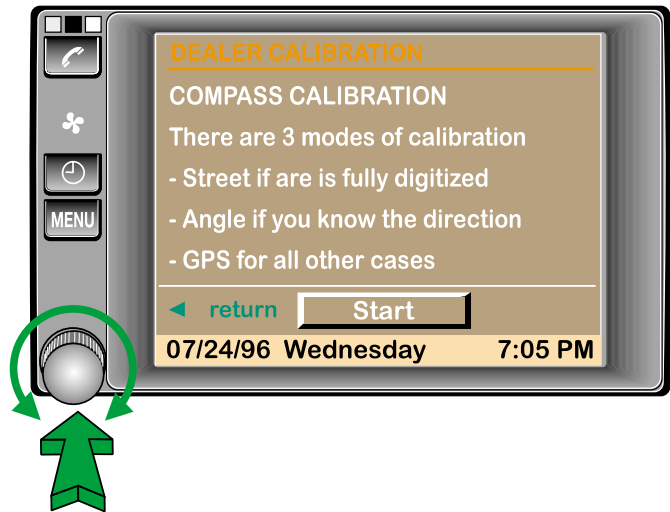 DEALER CALIBRATION
COMPASS CALIBRATION
There are 3 modes of calibration
- Street if are is fully digitized
- Angle if you know the direction
MENU
- GPS for all other cases
return Start
07/24/96 Wednesday 7:05 PM